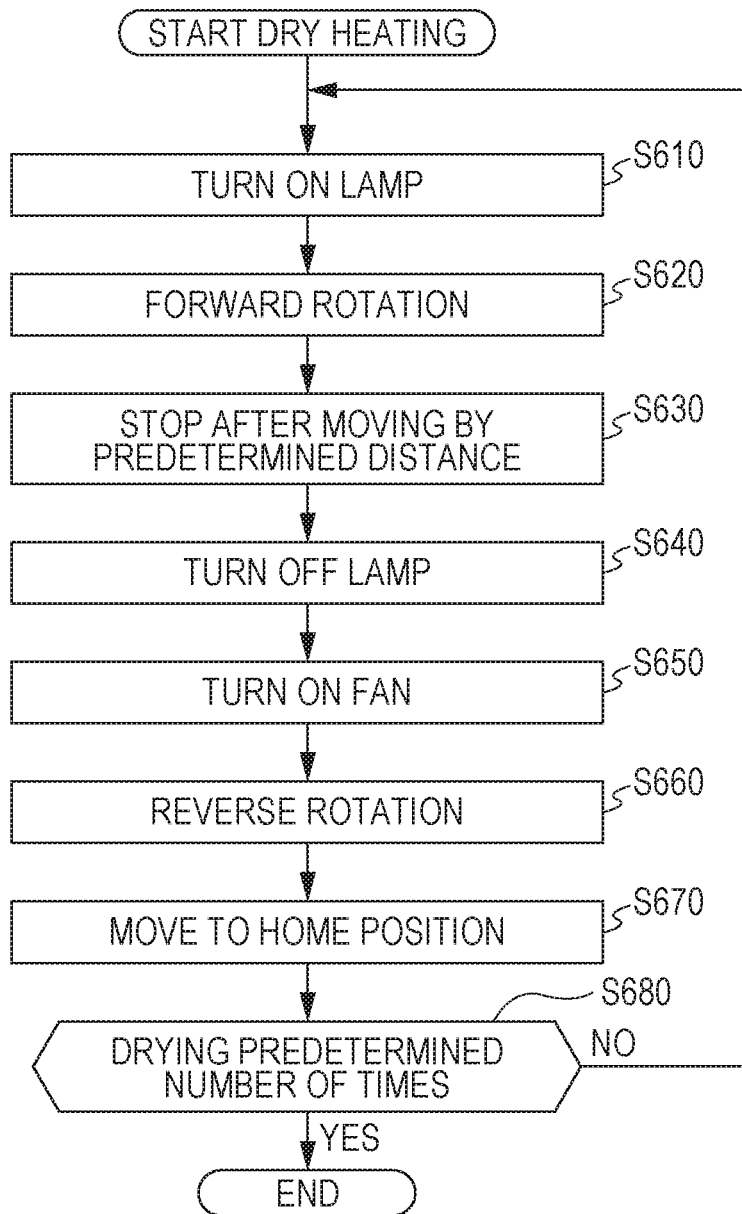 START DRY HEATING
TURN ON LAMP
S610
FORWARD ROTATION
S620
STOP AFTER MOVING BY
PREDETERMINED DISTANCE
S630
TURN OFF LAMP
S640
TURN ON FAN
S650
REVERSE ROTATION
S660
MOVE TO HOME POSITION
S670
S680
DRYING PREDETERMINED
NUMBER OF TIMES
NO
YES
END